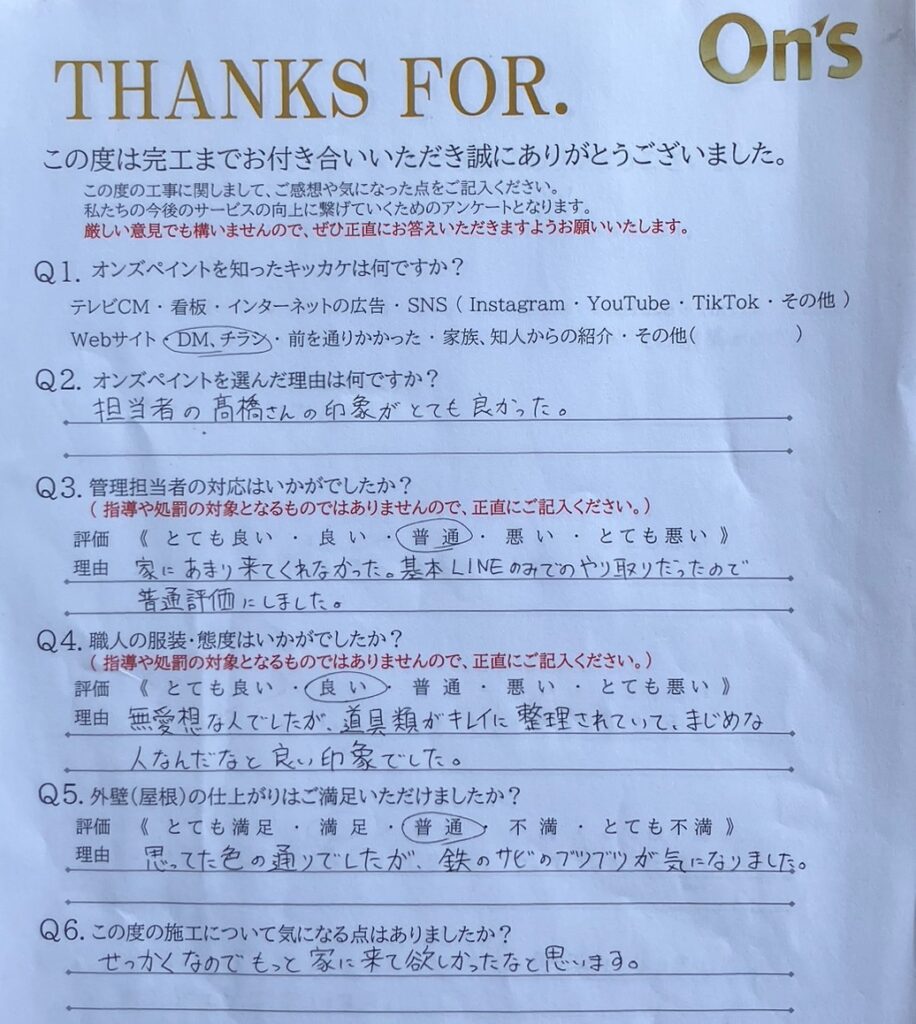 On's
THANKS FOR.
この度は完工までお付き合いいただき誠にありがとうございました。
この度の工事に関しまして、ご感想や気になった点をご記入ください。
私たちの今後のサービスの向上に繋げていくためのアンケートとなります。
厳しい意見でも構いませんので、ぜひ正直にお答えいただきますようお願いいたします。
Q1. オンズペイントを知ったキッカケは何ですか？
テレビCM・看板・インターネットの広告・SNS（Instagram・YouTube・TikTok・その他）
Webサイト・DM、チラシ・前を通りかかった・家族、知人からの紹介・その他(　　　　　)
Q2. オンズペイントを選んだ理由は何ですか？
担当者の髙橋さんの印象がとても良かった。
Q3. 管理担当者の対応はいかがでしたか？
（指導や処罰の対象となるものではありませんので、正直にご記入ください。）
評価 《 とても良い ・ 良い ・ 普通 ・ 悪い ・ とても悪い 》
理由 家にあまり来てくれなかった。基本LINEのみでのやり取りだったので
普通評価にしました。
Q4. 職人の服装・態度はいかがでしたか？
（指導や処罰の対象となるものではありませんので、正直にご記入ください。）
評価 《 とても良い ・ 良い ・ 普通 ・ 悪い ・ とても悪い 》
理由 無愛想な人でしたが、道具類がキレイに整理されていて、まじめな
人なんだなと良い印象でした。
Q5. 外壁(屋根)の仕上がりはご満足いただけましたか？
評価 《 とても満足 ・ 満足 ・ 普通 ・ 不満 ・ とても不満 》
理由 思ってた色の通りでしたが、鉄のサビのブツブツが気になりました。
Q6. この度の施工について気になる点はありましたか？
せっかくなのでもっと家に来て欲しかったなと思います。